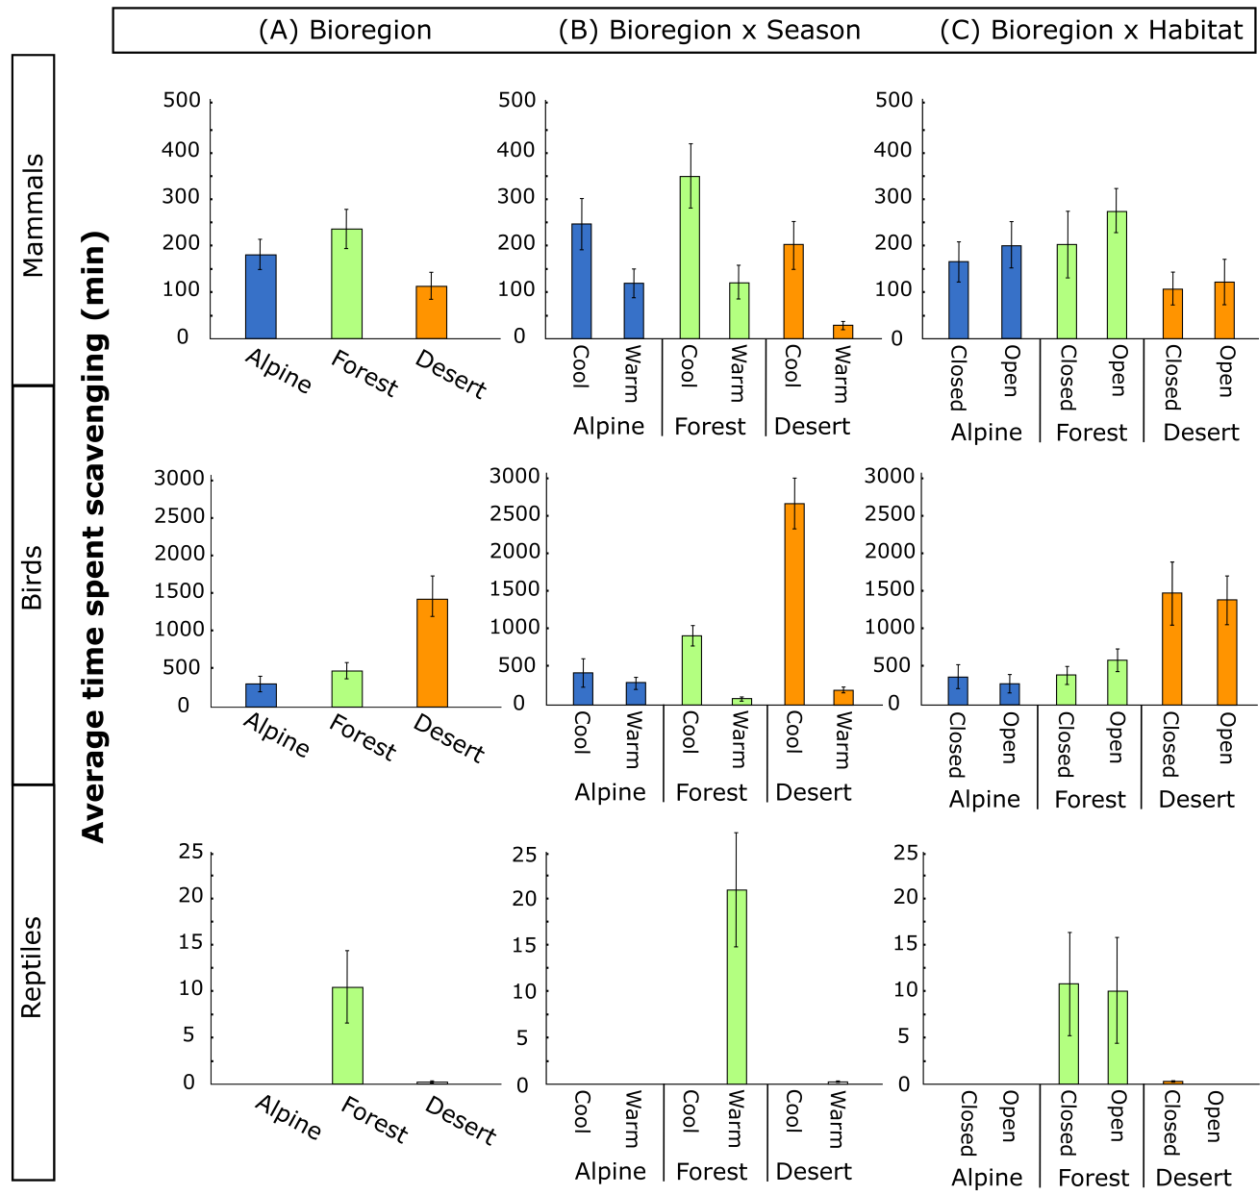 (A) Bioregion
(B) Bioregion x Season
(C) Bioregion x Habitat
Average time spent scavenging (min)
Mammals
500
400
300
200
100
0
Alpine
Forest
Desert
500
400
300
200
100
0
Cool
Warm
Cool
Warm
Cool
Warm
Alpine
Forest
Desert
500
400
300
200
100
0
Closed
Open
Closed
Open
Closed
Open
Alpine
Forest
Desert
Birds
3000
2500
2000
1500
1000
500
0
Alpine
Forest
Desert
3000
2500
2000
1500
1000
500
0
Cool
Warm
Cool
Warm
Cool
Warm
Alpine
Forest
Desert
3000
2500
2000
1500
1000
500
0
Closed
Open
Closed
Open
Closed
Open
Alpine
Forest
Desert
Reptiles
25
20
15
10
5
0
Alpine
Forest
Desert
25
20
15
10
5
0
Cool
Warm
Cool
Warm
Cool
Warm
Alpine
Forest
Desert
25
20
15
10
5
0
Closed
Open
Closed
Open
Closed
Open
Alpine
Forest
Desert